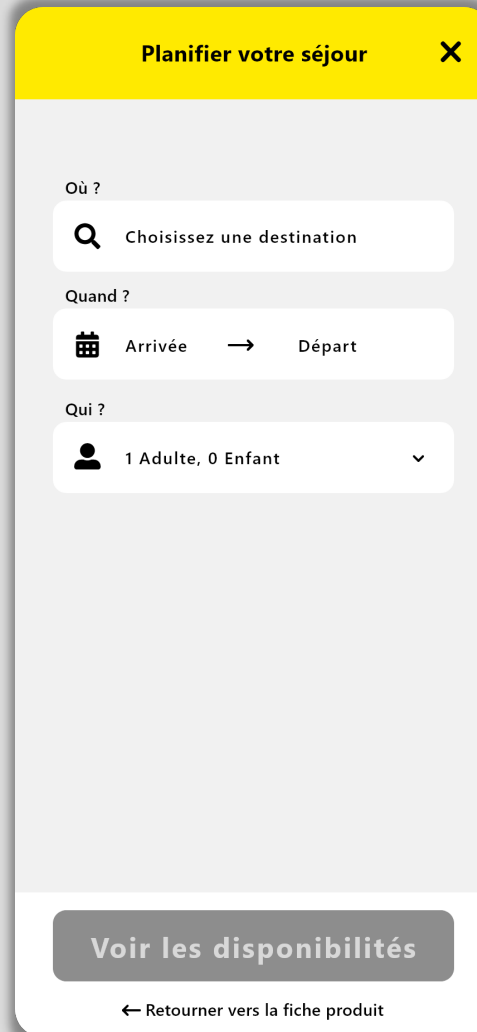 Planifier votre séjour
Où ?
Choisissez une destination
Quand ?
Arrivée → Départ
Qui ?
1 Adulte, 0 Enfant
Voir les disponibilités
← Retourner vers la fiche produit